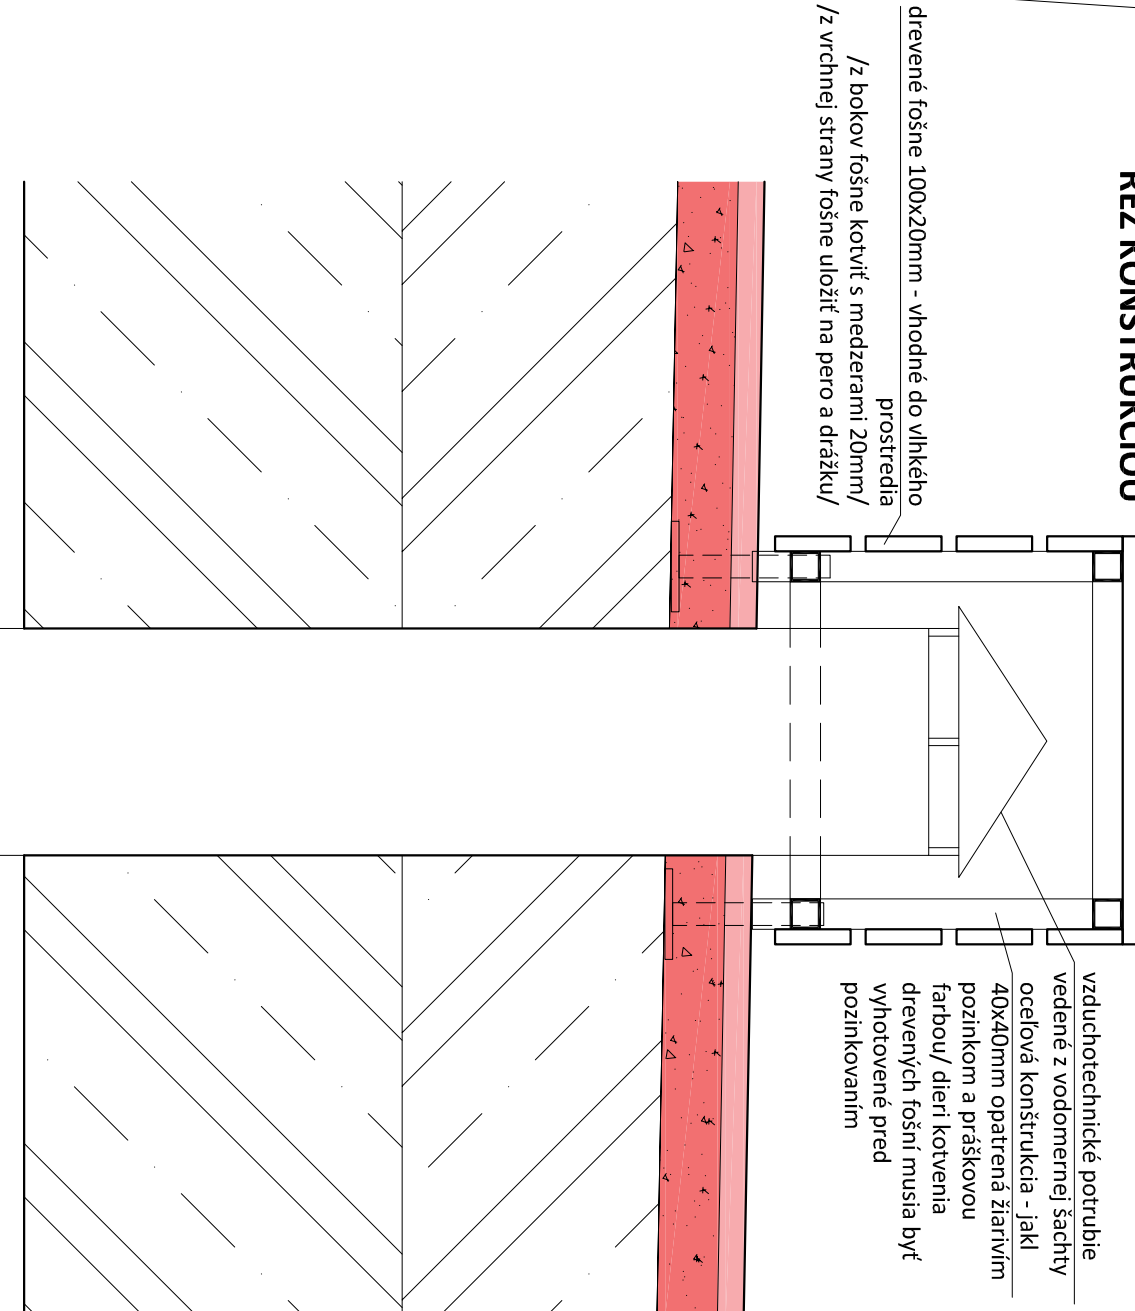 REZ KONŠTRUKCIOU
drevené fošne 100x20mm - vhodné do vlhkého
prostredia
/z bokov fošne kotviť s medzerami 20mm/
/z vrchnej strany fošne uložiť na pero a drážku/
vzduchotechnické potrubie
vedené z vodomernej šachty
oceľová konštrukcia - jakl
40x40mm opatrená žiarivím
pozinkom a práškovou
farbou/ dieri kotvenia
drevených fošní musia byť
vyhotovené pred
pozinkovaním